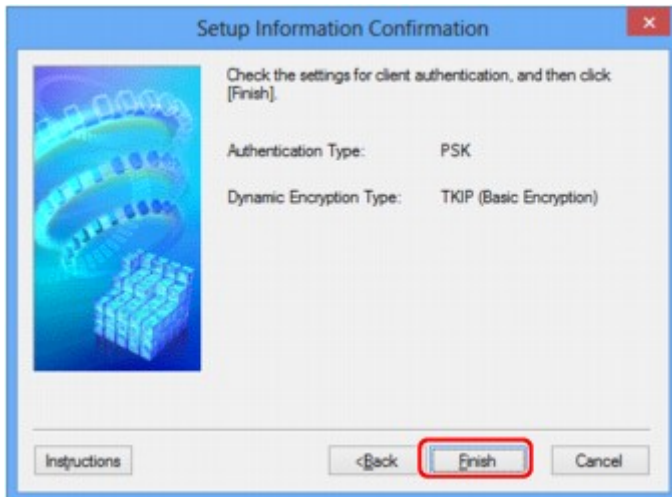 Setup Information Confirmation
Check the settings for client authentication, and then click
[Finish].
Authentication Type: PSK
Dynamic Encryption Type: TKIP (Basic Encryption)
Instructions <Back Finish Cancel